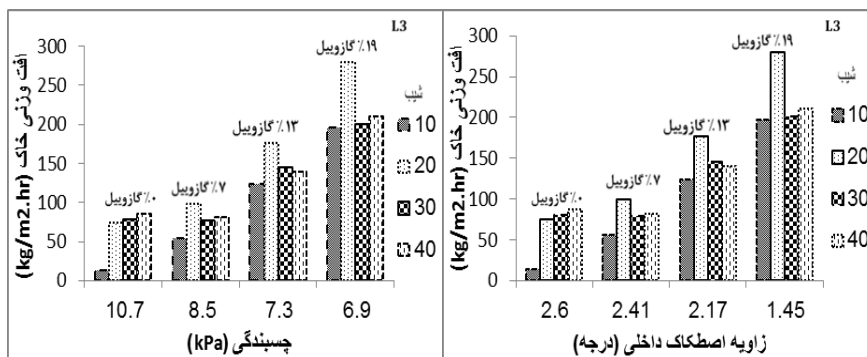 L3
افت وزنی خاک (kg/m2.hr)
300
250
200
150
100
50
0
٪۰ گازوییل
٪۷ گازوییل
٪۱۳ گازوییل
٪۱۹ گازوییل
شیب
10
20
30
40
10.7 8.5 7.3 6.9
چسبندگی (kPa)
L3
افت وزنی خاک (kg/m2.hr)
300
250
200
150
100
50
0
٪۰ گازوییل
٪۷ گازوییل
٪۱۳ گازوییل
٪۱۹ گازوییل
شیب
10
20
30
40
2.6 2.41 2.17 1.45
زاویه اصطکاک داخلی (درجه)